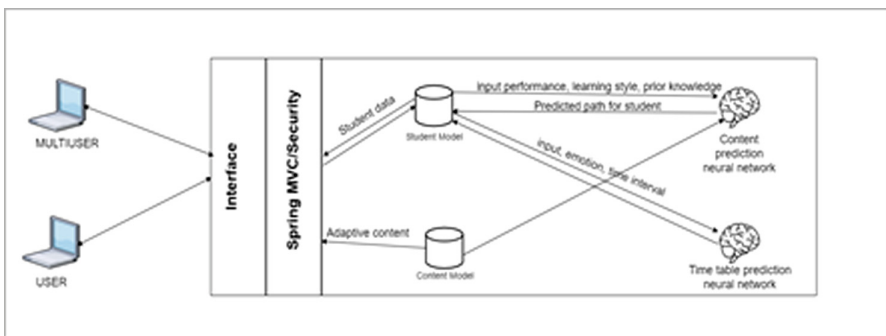 MULTIUSER
USER
Interface
Spring MVC/Security
Student data
Adaptive content
Student Model
Content Model
input performance, learning style, prior knowledge
Predicted path for student
input, emotion, time interval
Content
prediction
neural network
Time table prediction
neural network